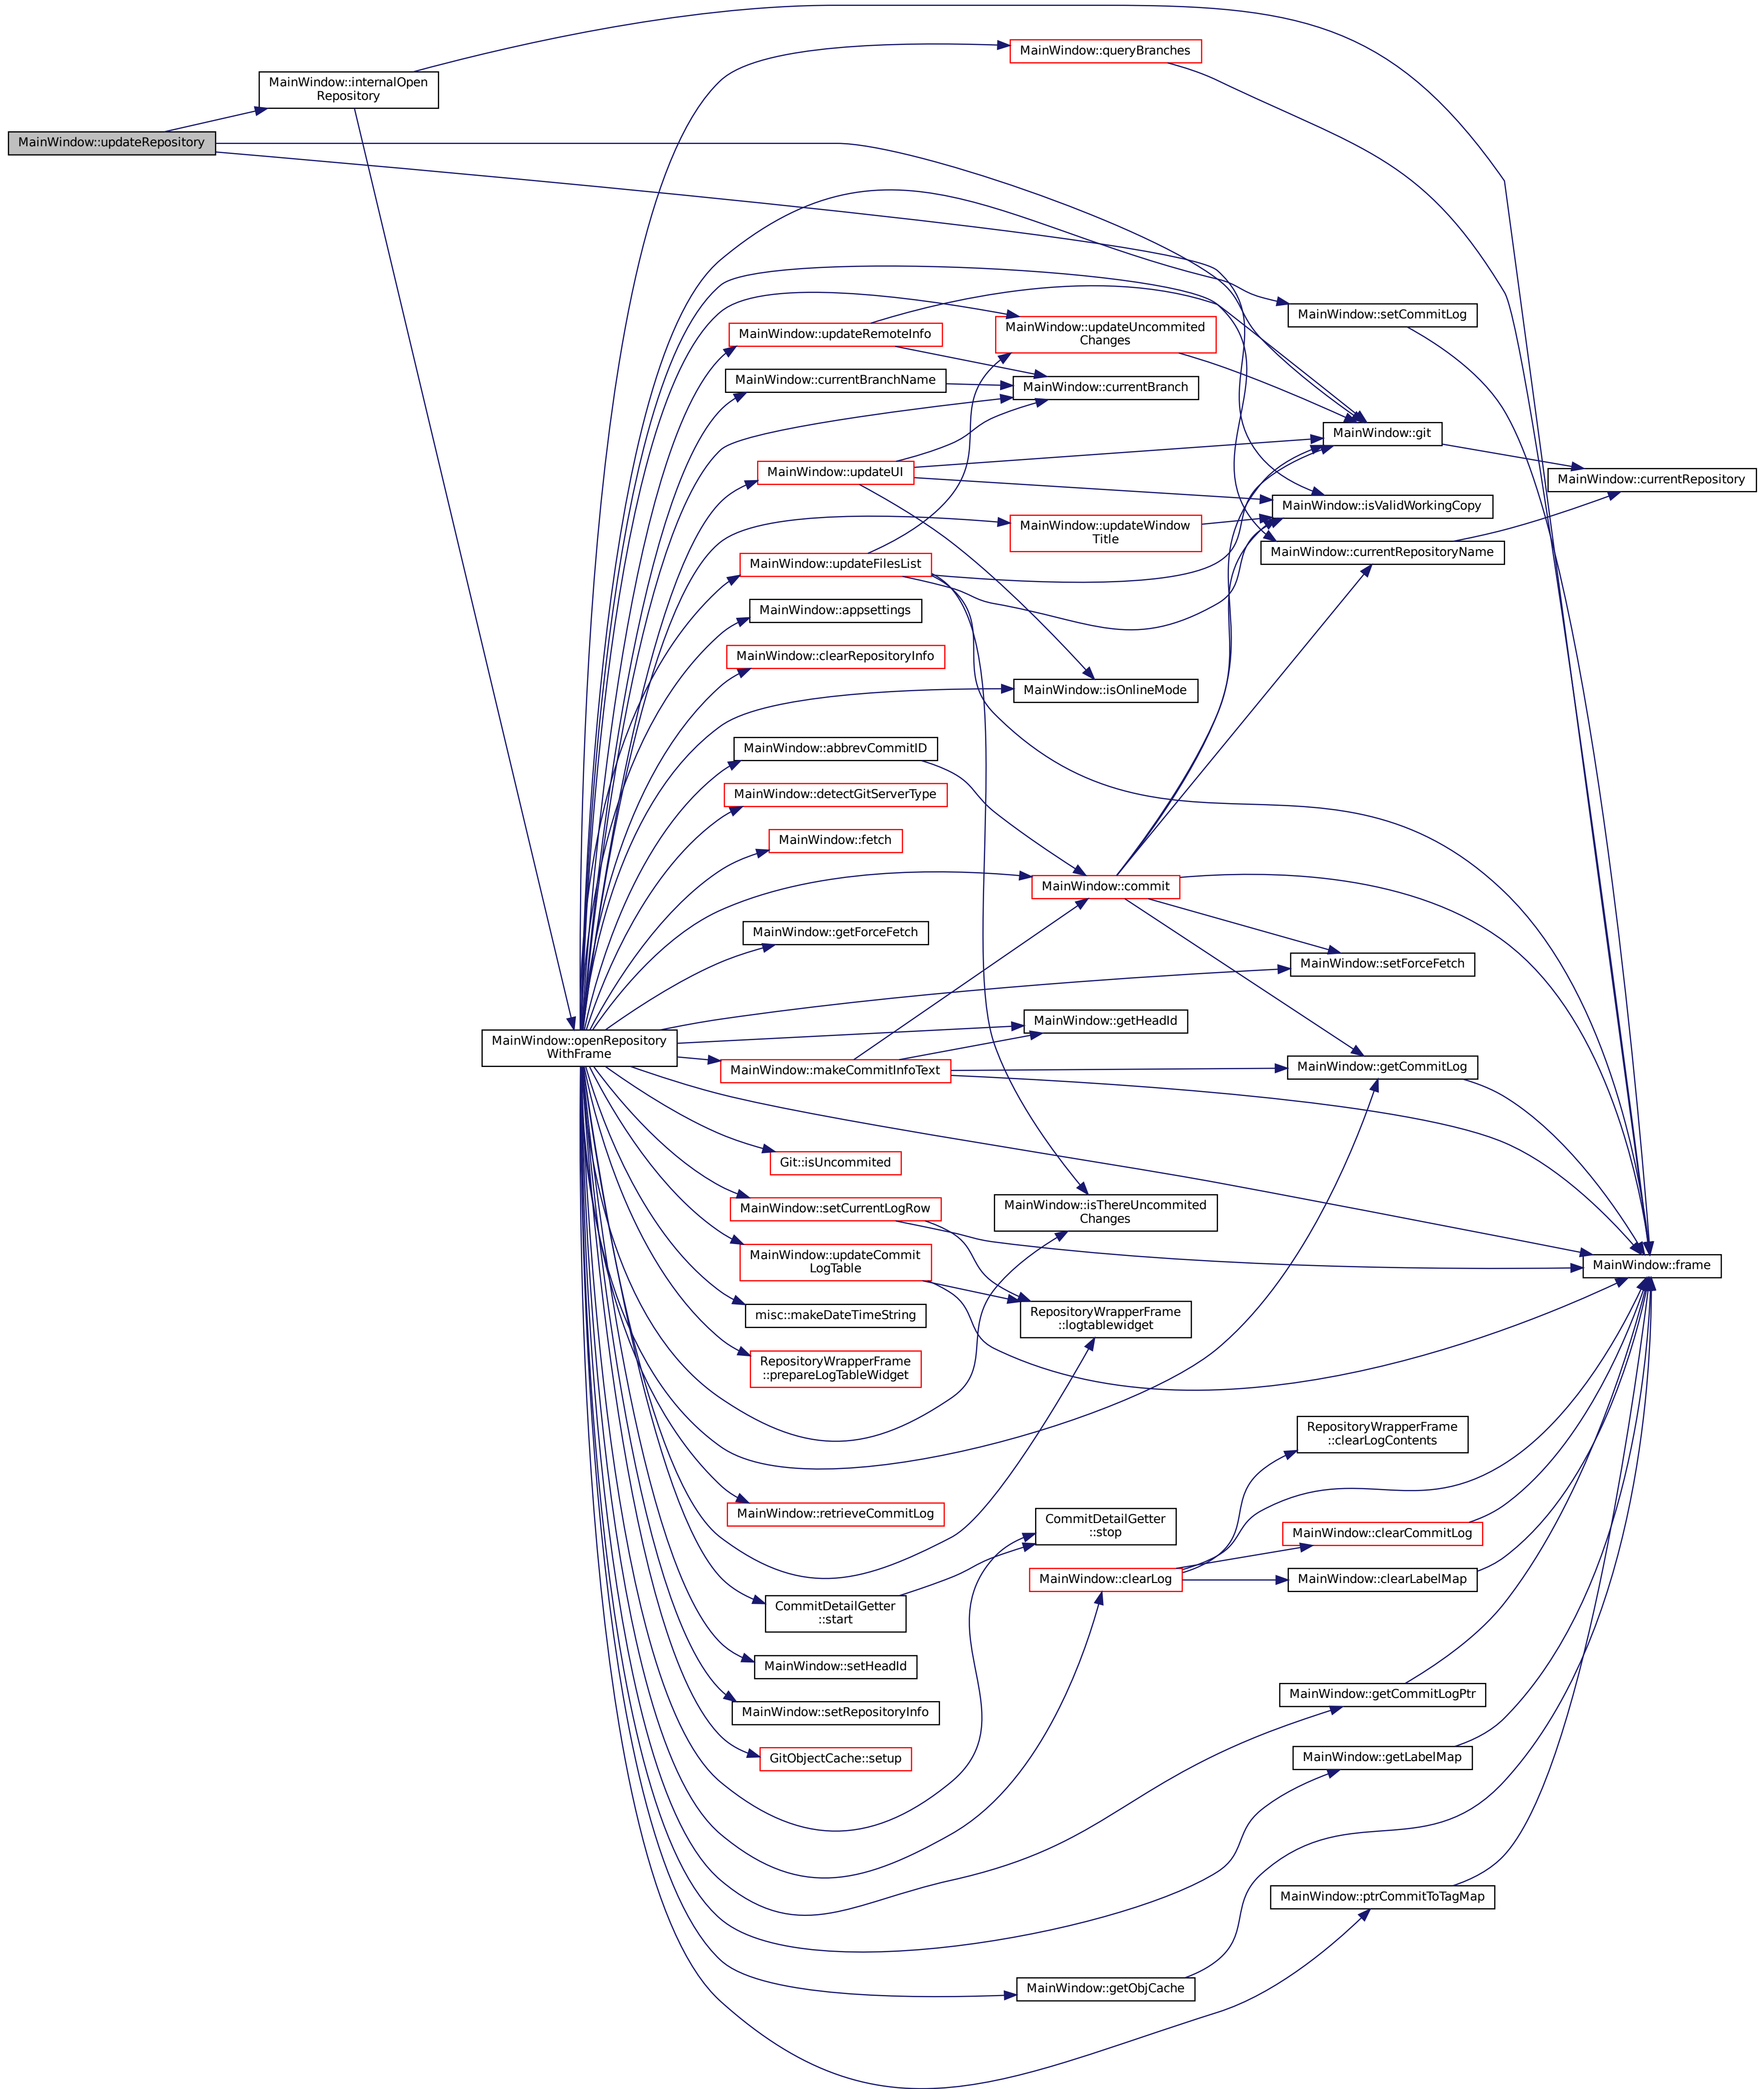 MainWindow::queryBranches
MainWindow::internalOpen
Repository
MainWindow::updateRepository
MainWindow::setCommitLog
MainWindow::updateRemoteInfo
MainWindow::updateUncommited
Changes
MainWindow::currentBranchName
MainWindow::currentBranch
MainWindow::git
MainWindow::updateUI
MainWindow::currentRepository
MainWindow::isValidWorkingCopy
MainWindow::updateWindow
Title
MainWindow::currentRepositoryName
MainWindow::updateFilesList
MainWindow::appsettings
MainWindow::clearRepositoryInfo
MainWindow::isOnlineMode
MainWindow::abbrevCommitID
MainWindow::detectGitServerType
MainWindow::fetch
MainWindow::commit
MainWindow::getForceFetch
MainWindow::setForceFetch
MainWindow::getHeadId
MainWindow::openRepository
WithFrame
MainWindow::makeCommitInfoText
MainWindow::getCommitLog
Git::isUncommited
MainWindow::setCurrentLogRow
MainWindow::isThereUncommited
Changes
MainWindow::updateCommit
LogTable
MainWindow::frame
misc::makeDateTimeString
RepositoryWrapperFrame
::logtablewidget
RepositoryWrapperFrame
::prepareLogTableWidget
RepositoryWrapperFrame
::clearLogContents
MainWindow::retrieveCommitLog
CommitDetailGetter
::stop
MainWindow::clearCommitLog
MainWindow::clearLog
MainWindow::clearLabelMap
CommitDetailGetter
::start
MainWindow::setHeadId
MainWindow::getCommitLogPtr
MainWindow::setRepositoryInfo
GitObjectCache::setup
MainWindow::getLabelMap
MainWindow::ptrCommitToTagMap
MainWindow::getObjCache